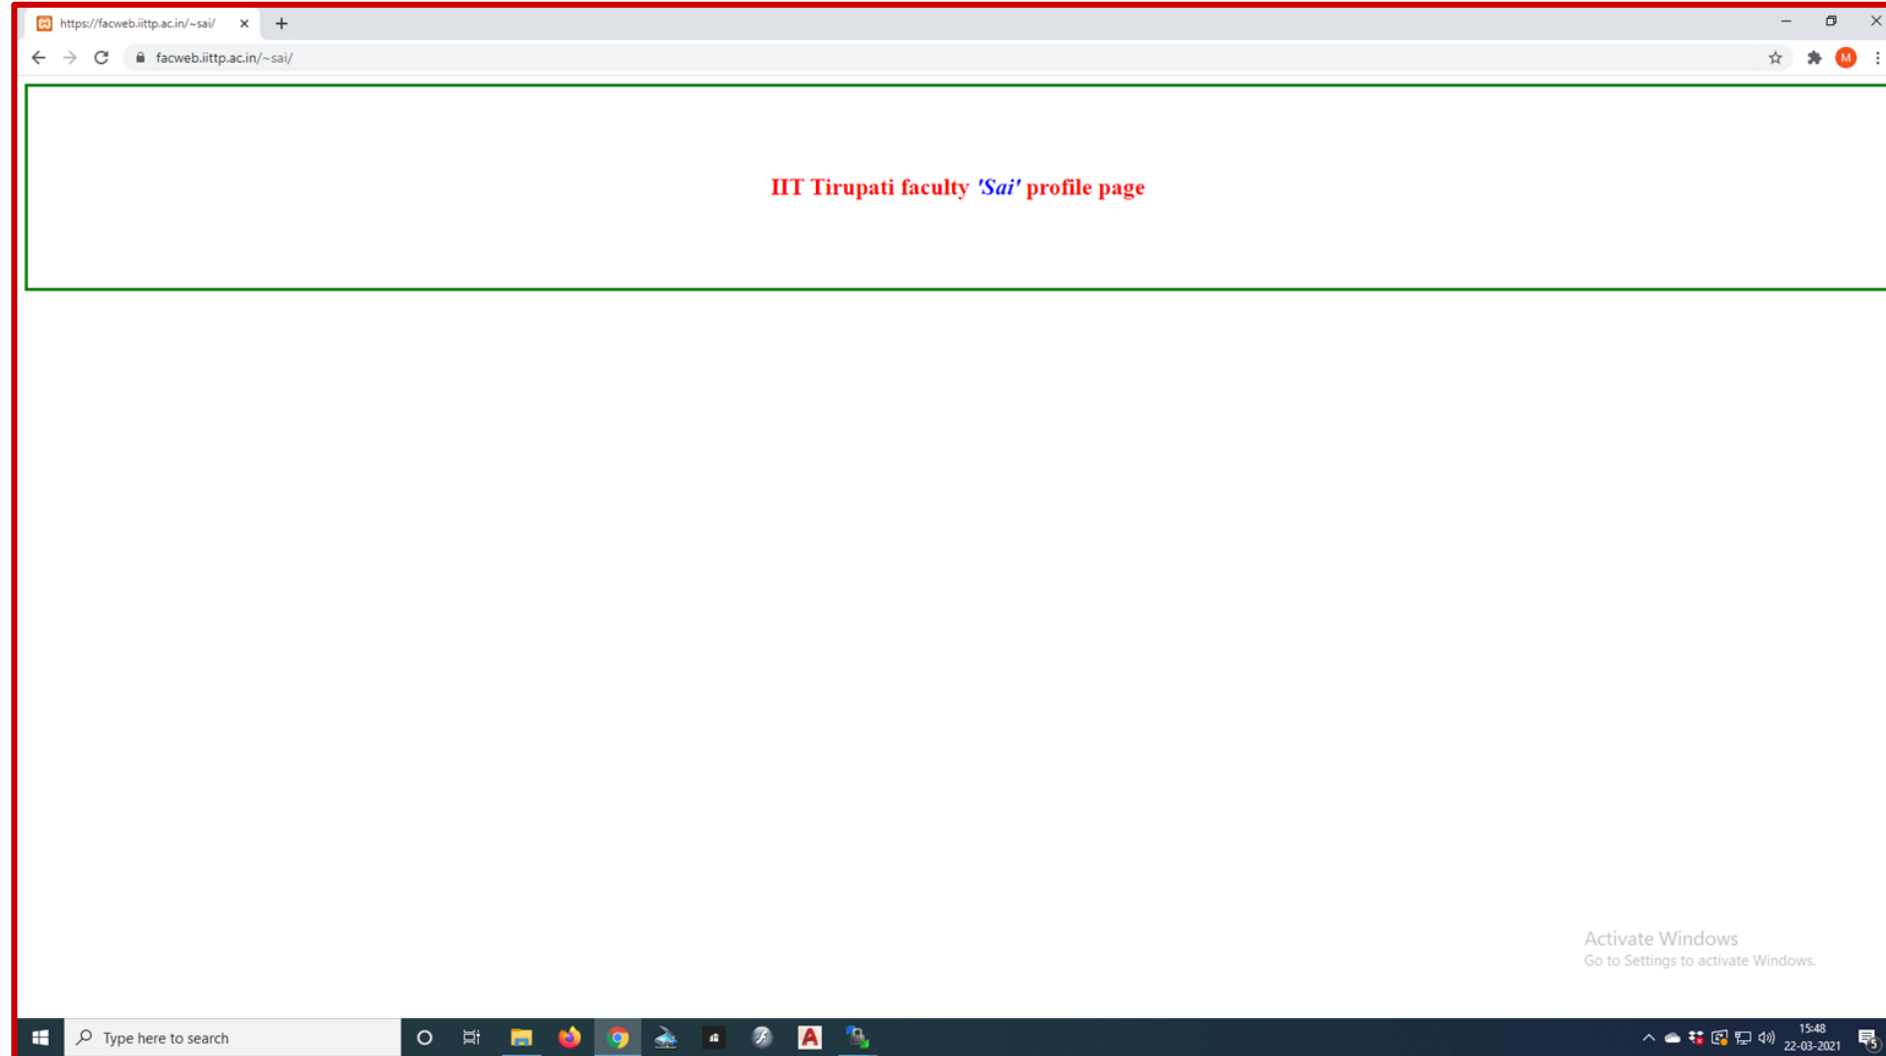 https://facweb.iittp.ac.in/~sai/
facweb.iittp.ac.in/~sai/
M
IIT Tirupati faculty 'Sai' profile page
Activate Windows
Go to Settings to activate Windows.
Type here to search
15:48
22-03-2021
5